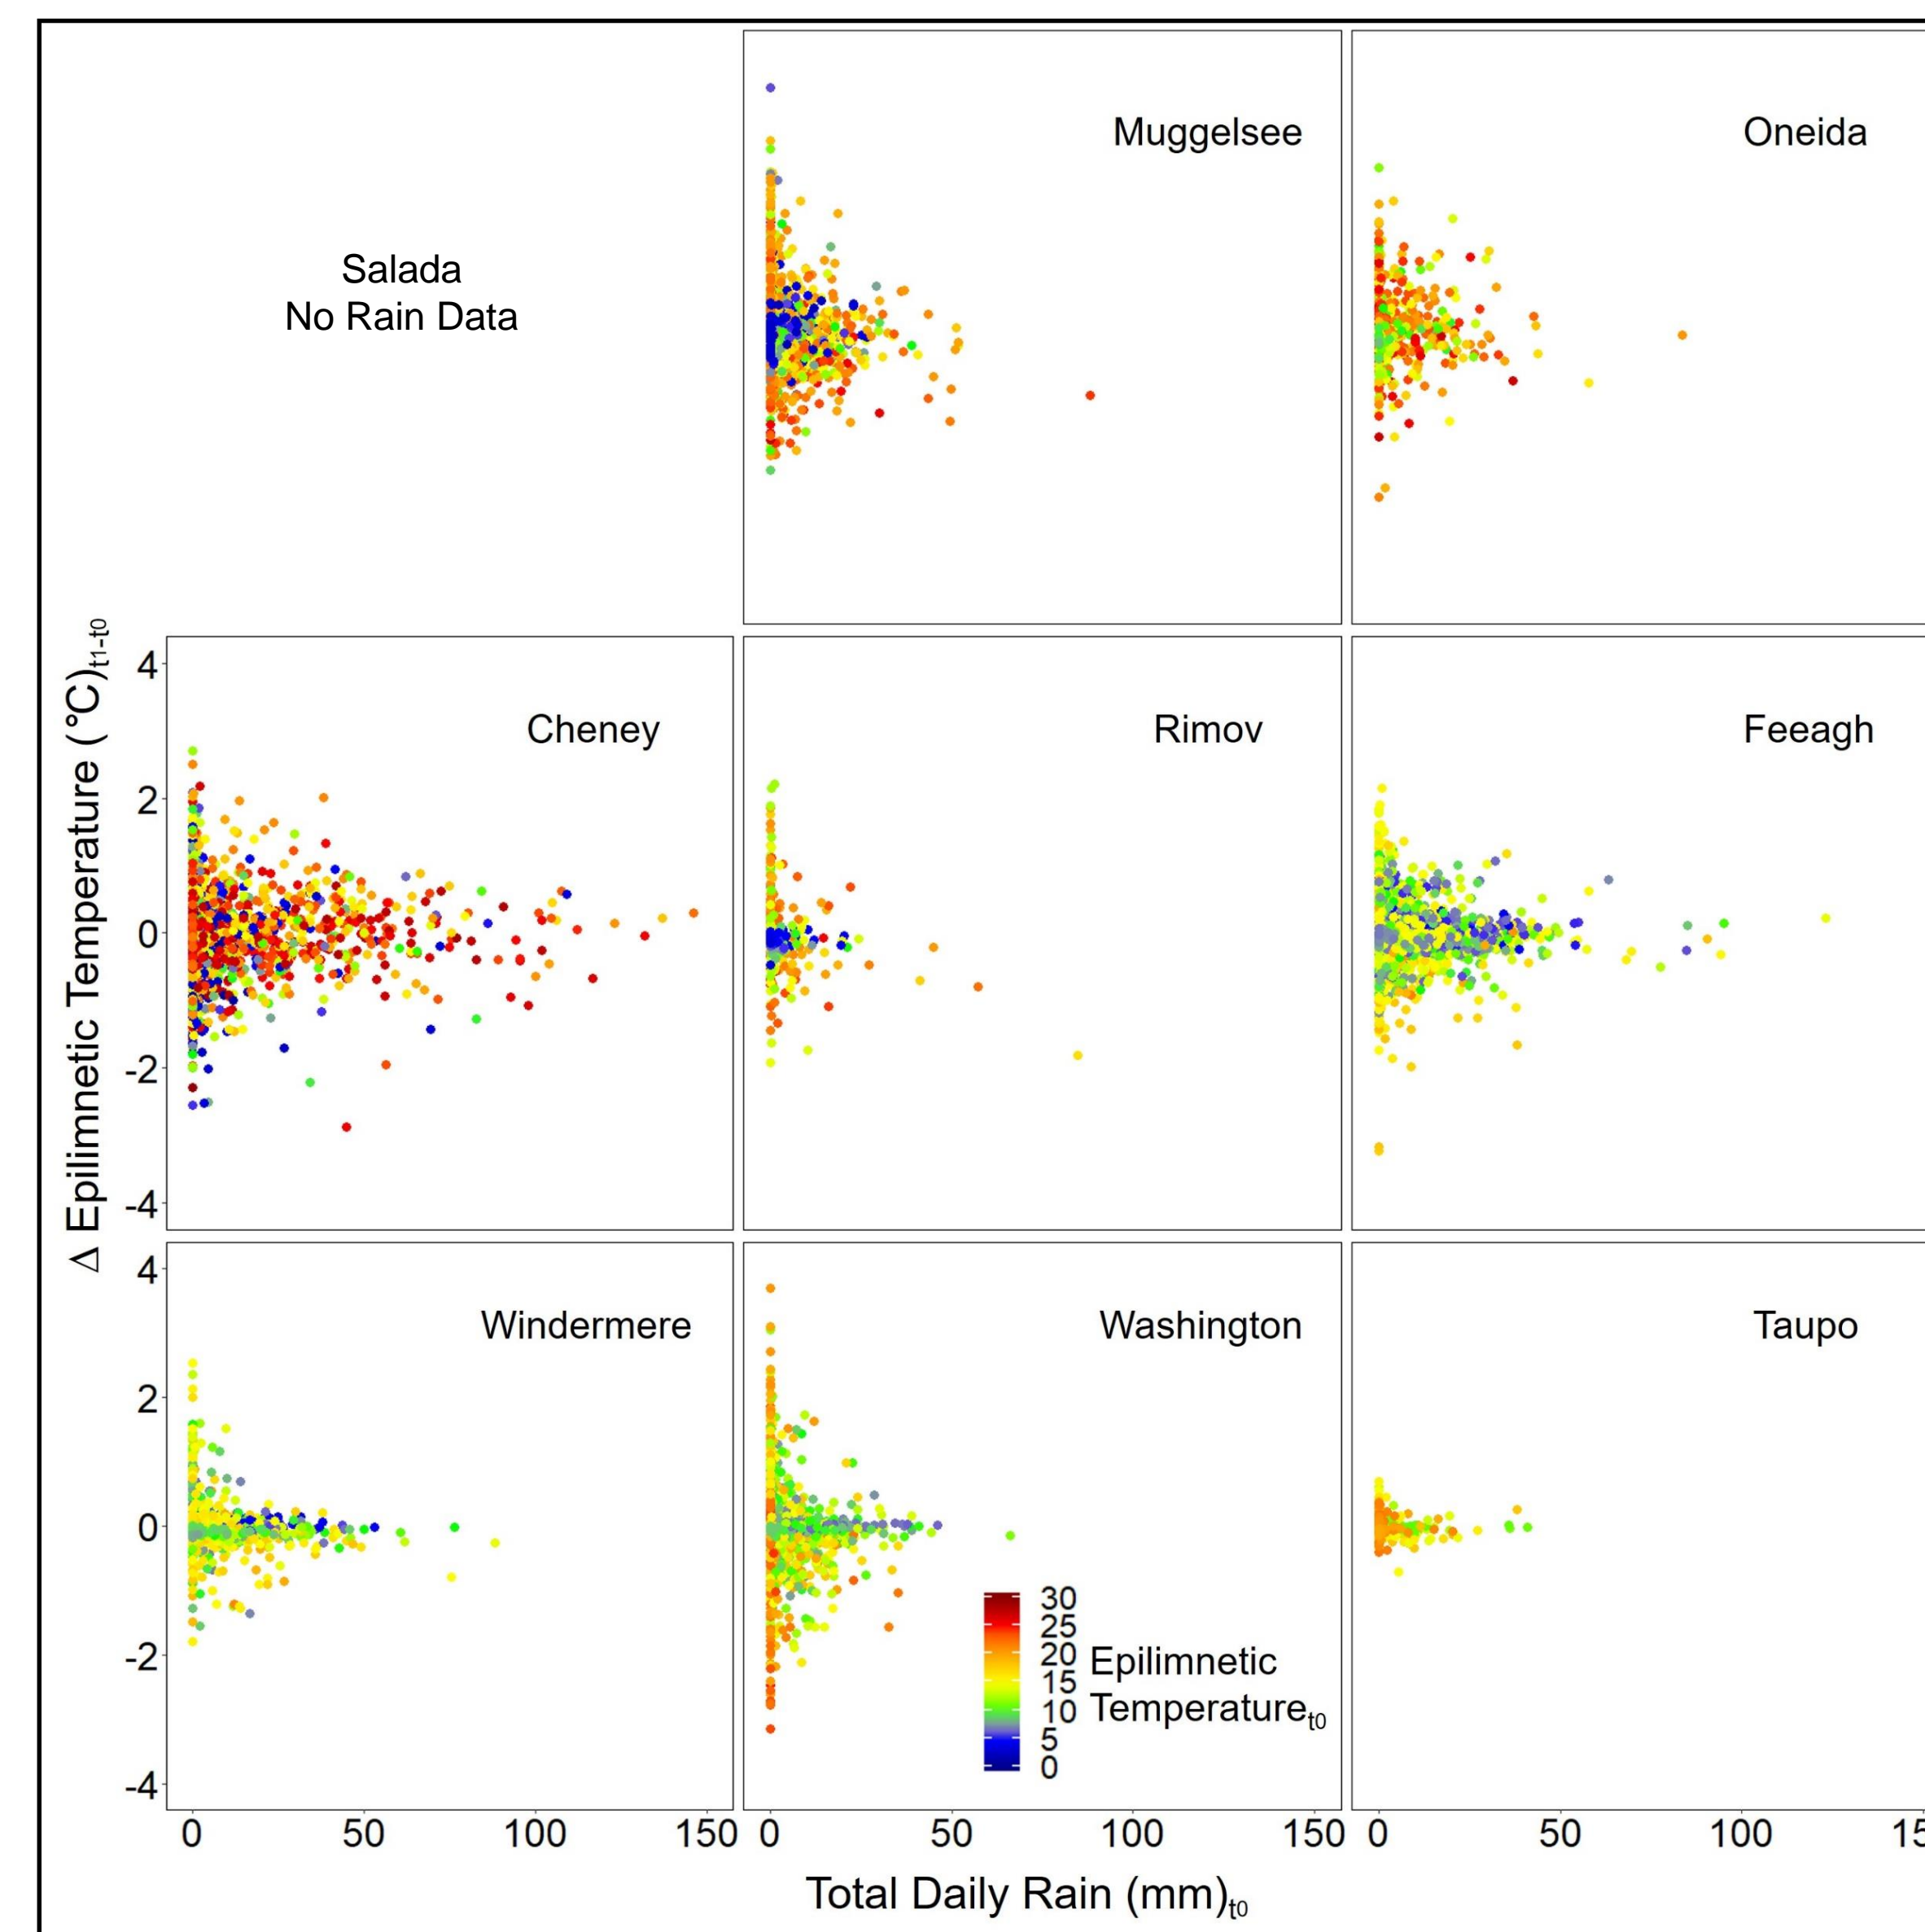 Muggelsee
Oneida
Salada
No Rain Data
Δ Epilimnetic Temperature (°C)t1-t0
4
2
0
-2
-4
Cheney
Rimov
Feeagh
4
2
0
-2
-4
Windermere
Washington
Taupo
30
25
20
15
10
5
0
Epilimnetic
Temperaturet0
0 50 100 150 0 50 100 150 0 50 100 15
Total Daily Rain (mm)t0